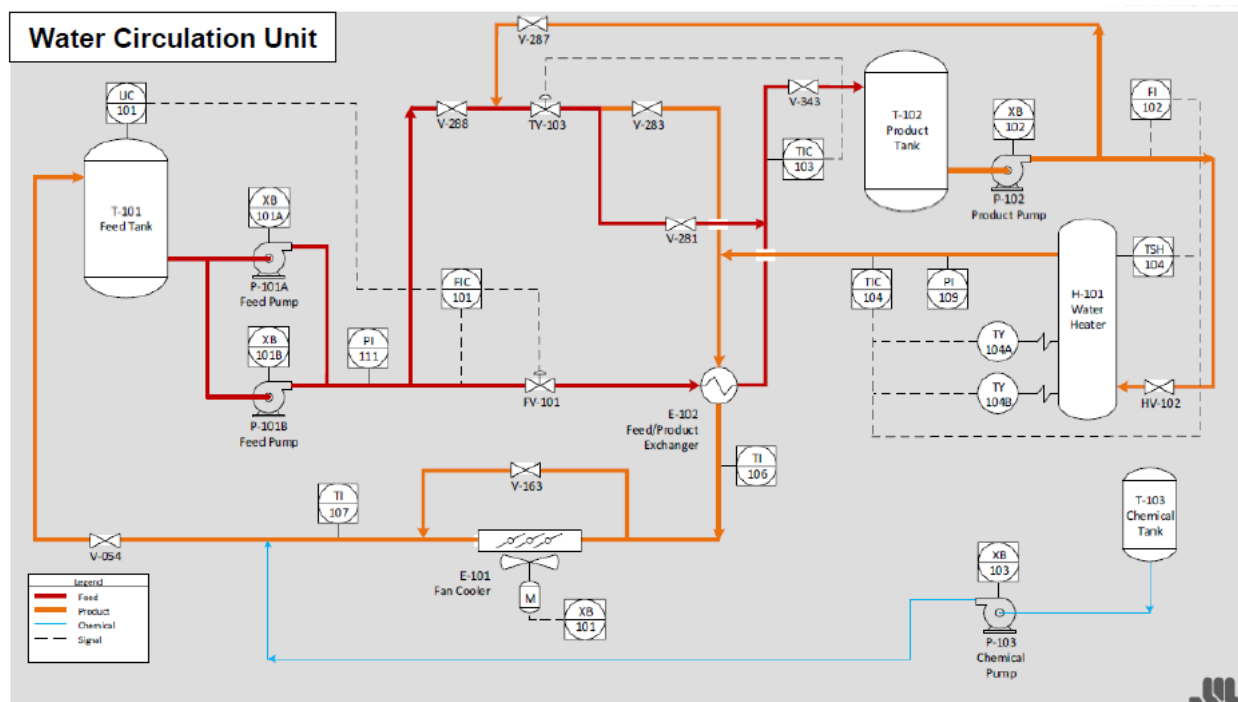 Water Circulation Unit
V-287
LIC
101
V-288
TV-103
V-283
V-343
T-102
Product
Tank
XB
102
FI
102
TIC
103
P-102
Product Pump
T-101
Feed Tank
XB
101A
P-101A
Feed Pump
V-281
FIC
101
TIC
104
PI
109
TSH
104
H-101
Water
Heater
XB
101B
PI
111
TY
104A
TY
104B
P-101B
Feed Pump
FV-101
HV-102
E-102
Feed/Product
Exchanger
TI
106
V-163
TI
107
T-103
Chemical
Tank
V-054
E-101
Fan Cooler
M
XB
101
XB
103
P-103
Chemical
Pump
Legend
Feed
Product
Chemical
Signal